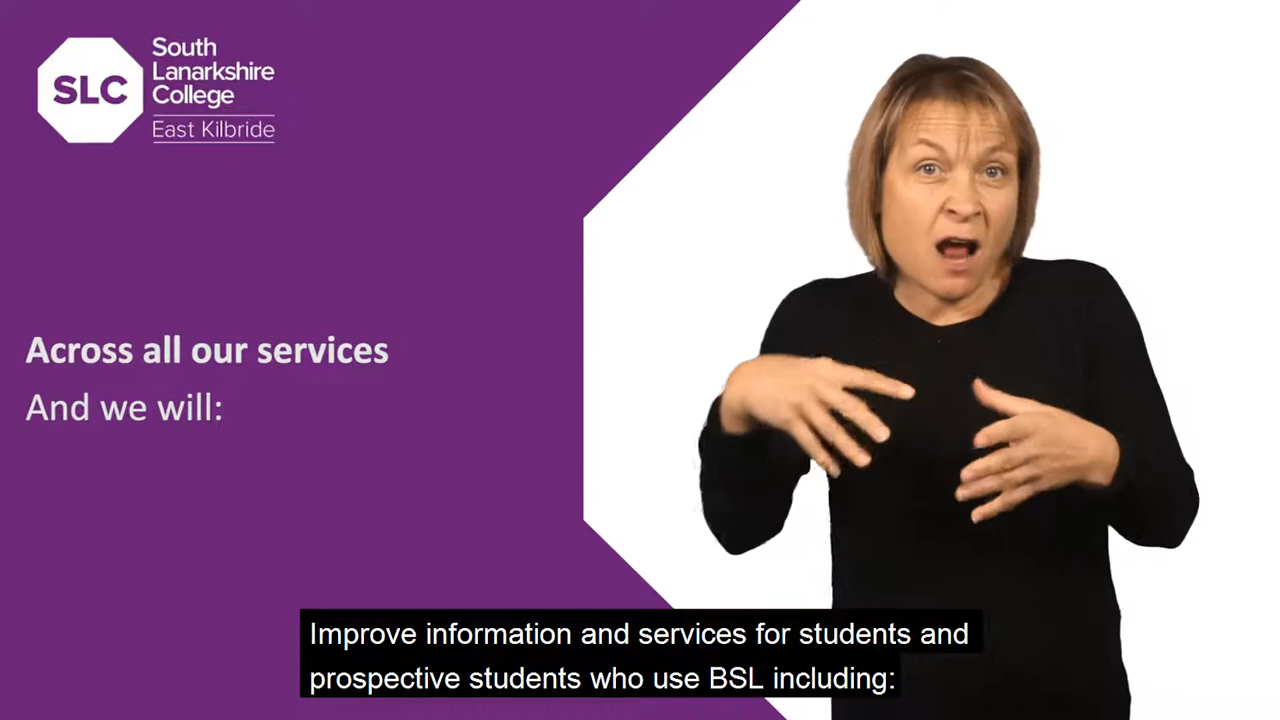 SLC
South
Lanarkshire
College
East Kilbride
Across all our services
And we will:
Improve information and services for students and
prospective students who use BSL including: